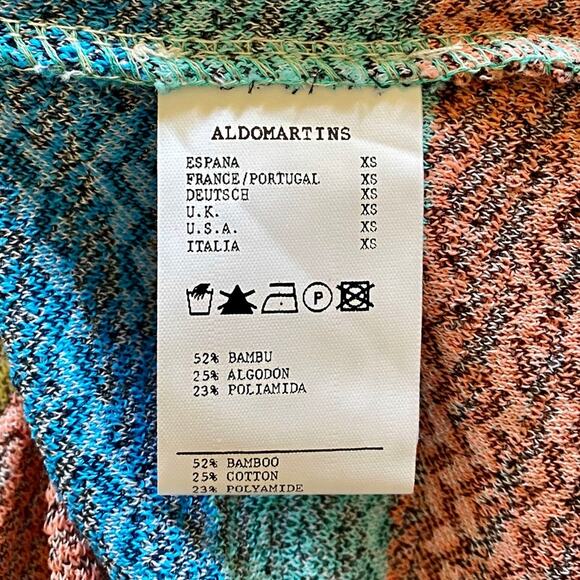 ALDOMARTINS
ESPANA XS
FRANCE/PORTUGAL XS
DEUTSCH XS
U.K. XS
U.S.A. XS
ITALIA XS
P
52% BAMBU
25% ALGODON
23% POLIAMIDA
52% BAMBOO
25% COTTON
23% POLYAMIDE